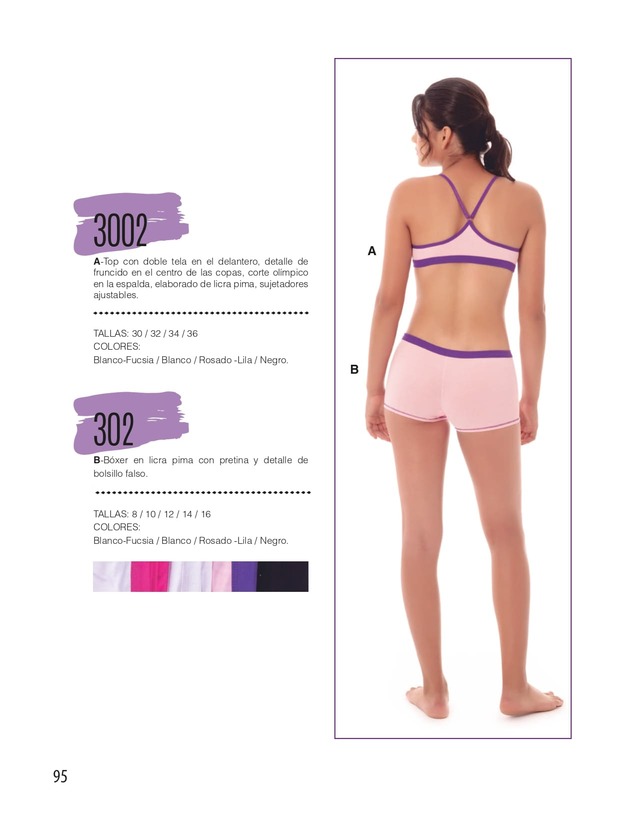 3002
A-Top con doble tela en el delantero, detalle de
fruncido en el centro de las copas, corte olímpico
en la espalda, elaborado de licra pima, sujetadores
ajustables.
TALLAS: 30 / 32 / 34 / 36
COLORES:
Blanco-Fucsia / Blanco / Rosado -Lila / Negro.
302
B-Bóxer en licra pima con pretina y detalle de
bolsillo falso.
TALLAS: 8 / 10 / 12 / 14 / 16
COLORES:
Blanco-Fucsia / Blanco / Rosado -Lila / Negro.
A
B
95